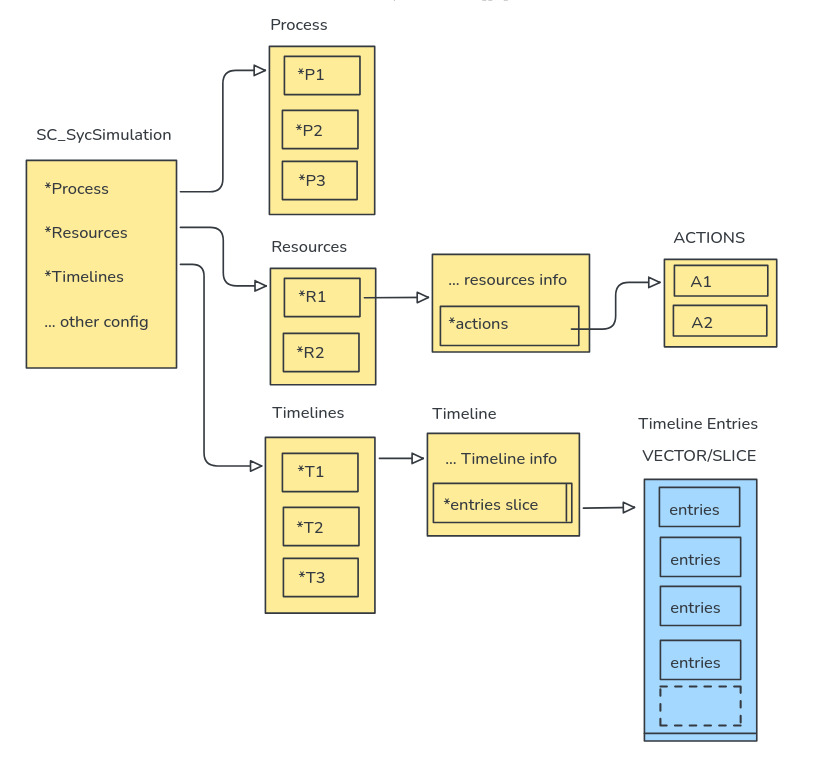 Process
*P1
*P2
*P3
SC_SycSimulation
*Process
*Resources
*Timelines
... other config
Resources
*R1
*R2
... resources info
*actions
ACTIONS
A1
A2
Timelines
*T1
*T2
*T3
Timeline
... Timeline info
*entries slice
Timeline Entries
VECTOR/SLICE
entries
entries
entries
entries